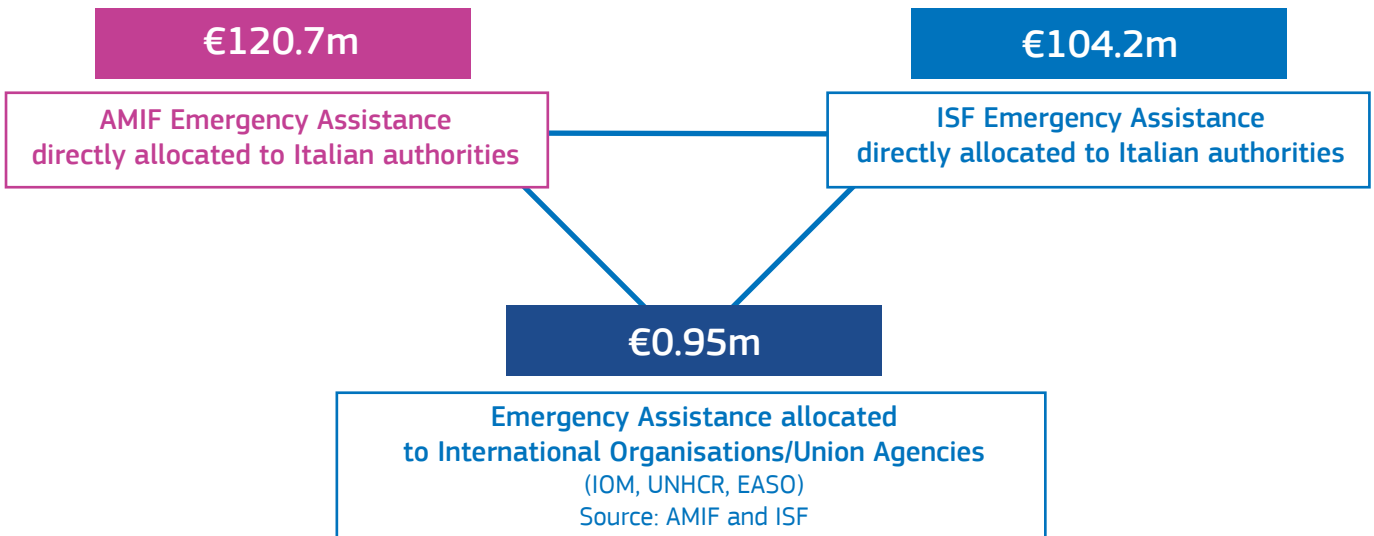 €120.7m
AMIF Emergency Assistance
directly allocated to Italian authorities
€104.2m
ISF Emergency Assistance
directly allocated to Italian authorities
€0.95m
Emergency Assistance allocated
to International Organisations/Union Agencies
(IOM, UNHCR, EASO)
Source: AMIF and ISF